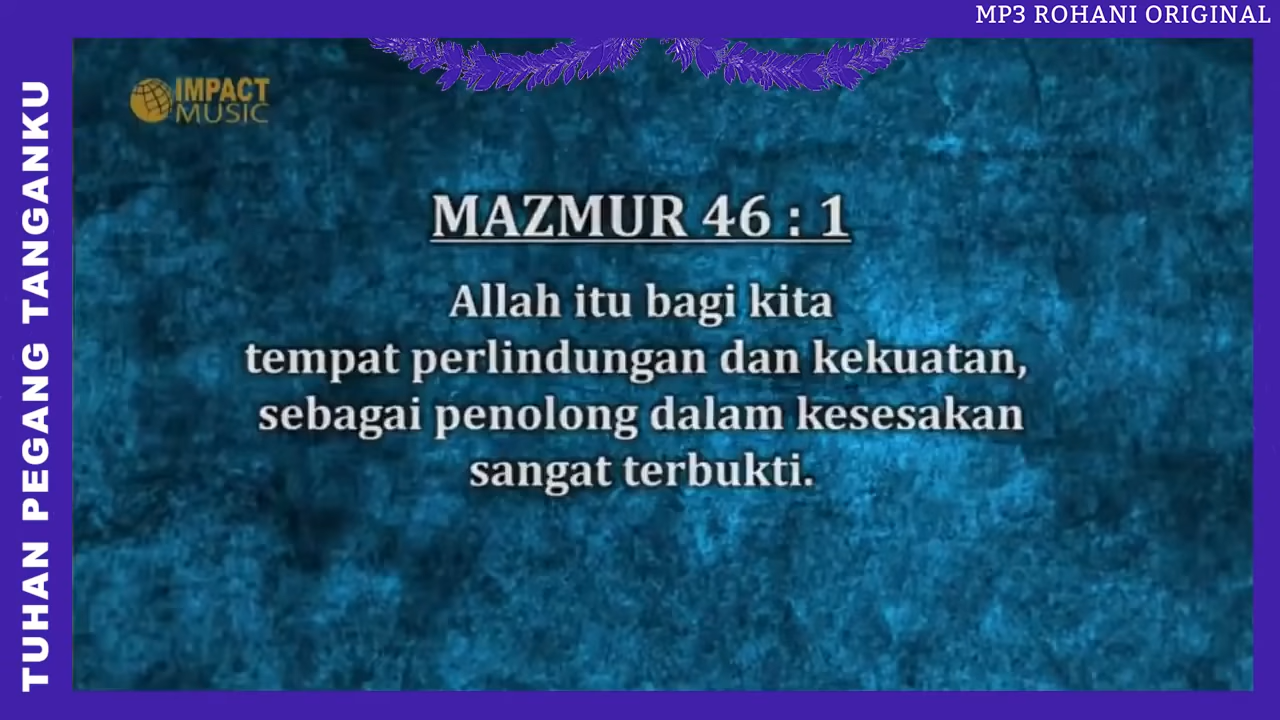 MP3 ROHANI ORIGINAL
TUHAN PEGANG TANGANKU
IMPACT
MUSIC
MAZMUR 46 : 1
Allah itu bagi kita
tempat perlindungan dan kekuatan,
sebagai penolong dalam kesesakan
sangat terbukti.